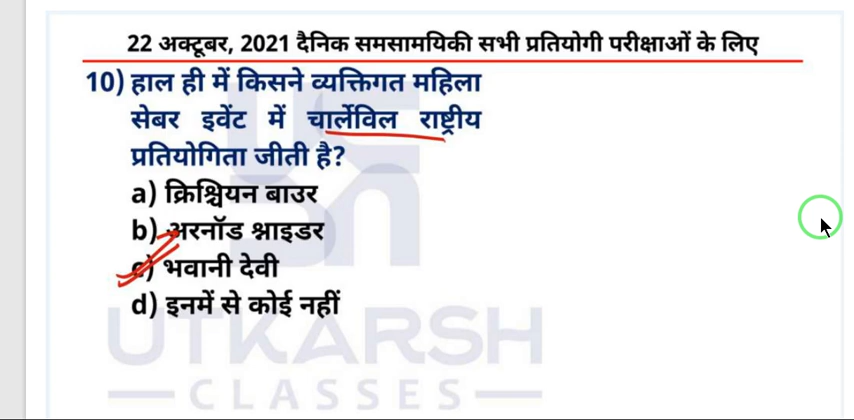 22 अक्टूबर, 2021 दैनिक समसामयिकी सभी प्रतियोगी परीक्षाओं के लिए
10) हाल ही में किसने व्यक्तिगत महिला
सेबर इवेंट में चार्लेविल राष्ट्रीय
प्रतियोगिता जीती है?
a) क्रिश्चियन बाउर
b) अरनॉड श्नाइडर
c) भवानी देवी
d) इनमें से कोई नहीं
UTKARSH
CLASSES